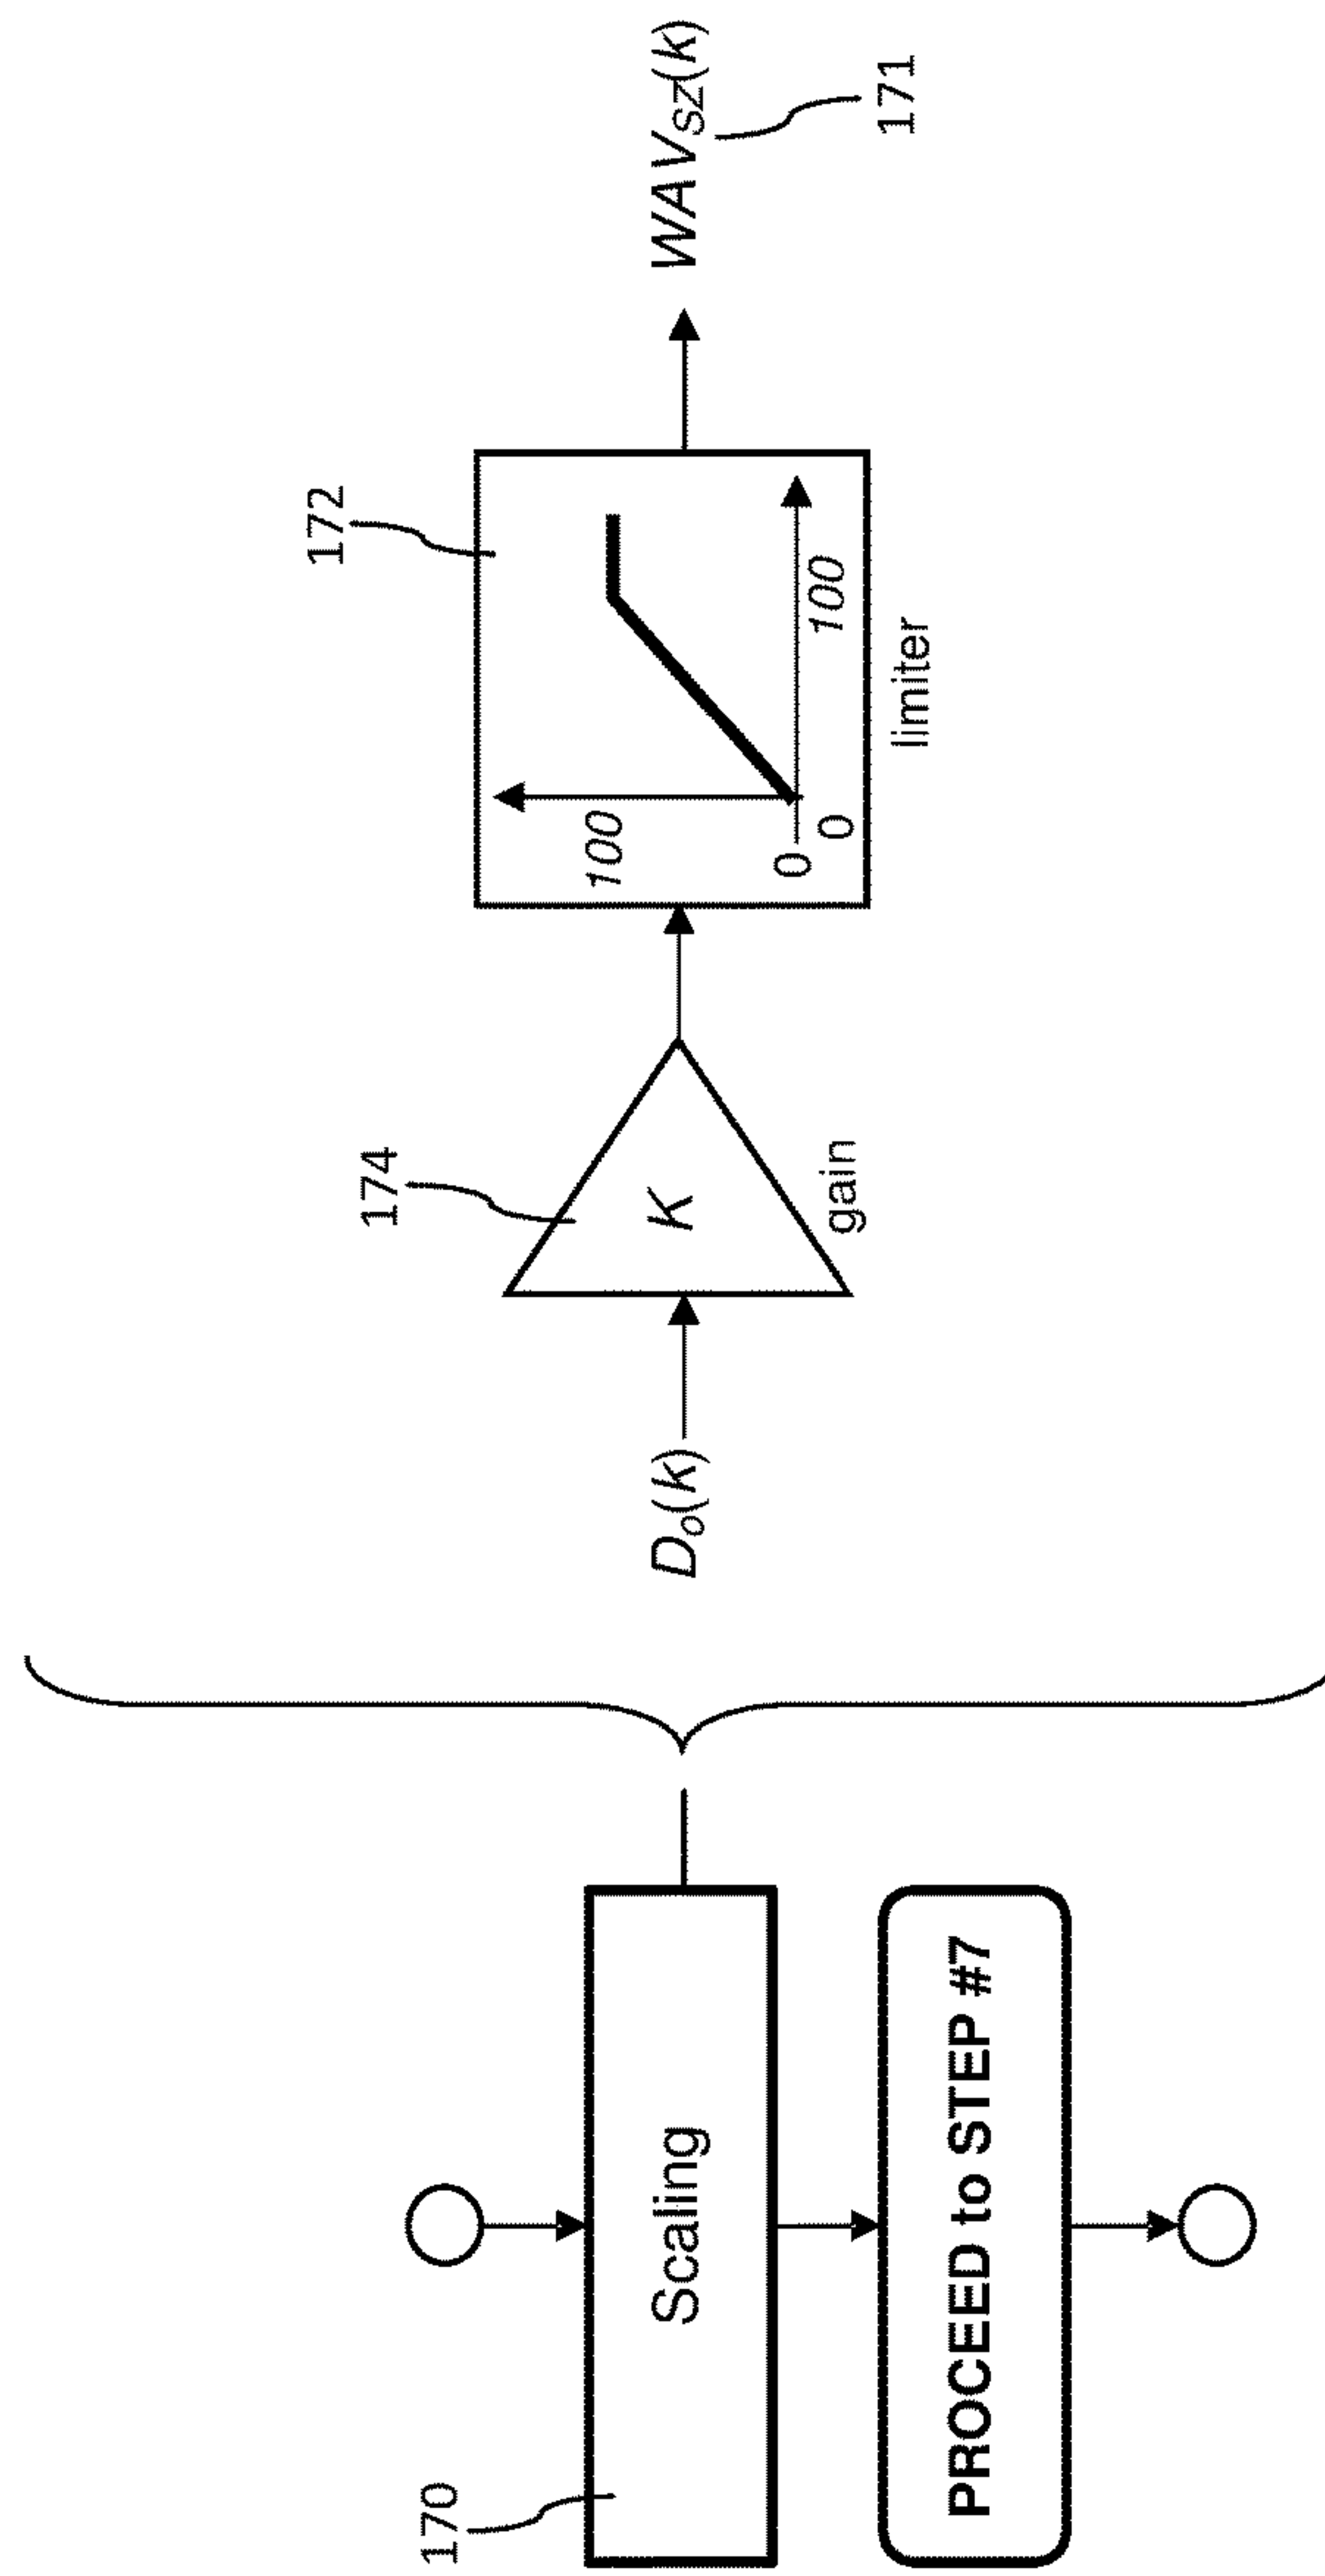 170
Scaling
PROCEED to STEP #7
Do(k)
174
K
gain
172
100
0
0
100
limiter
WAVSZ(k)
171